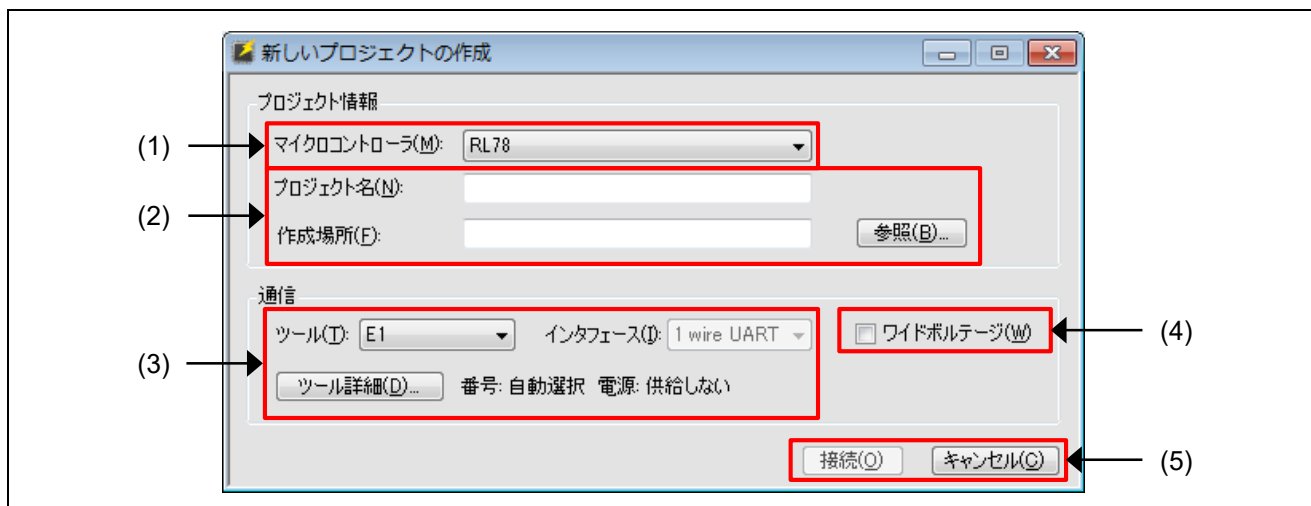 新しいプロジェクトの作成
プロジェクト情報
(1)
マイクロコントローラ(M): RL78
(2)
プロジェクト名(N):
作成場所(F): 参照(B)...
通信
(3)
ツール(T): E1 インタフェース(I): 1 wire UART ワイドボルテージ(W) (4)
ツール詳細(D)... 番号: 自動選択 電源: 供給しない
接続(O) キャンセル(C) (5)